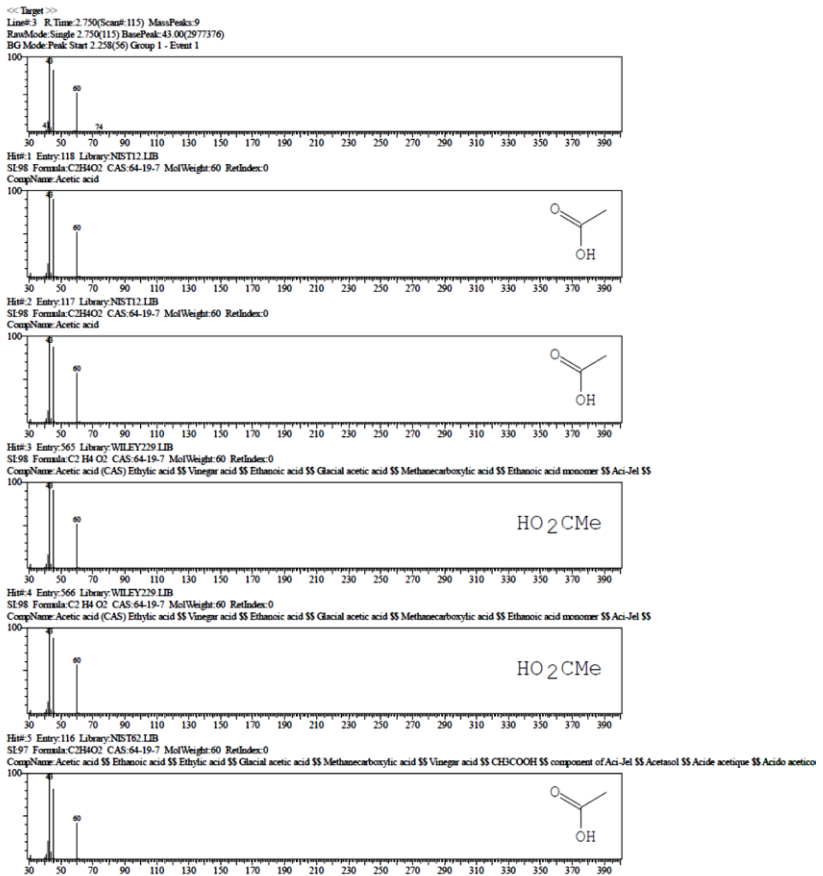 << Target >>
Line#:3 R.Time:2.750(Scan#:115) MassPeaks:9
RawMode:Single 2.750(115) BasePeak:43.00(2977376)
BG Mode:Peak Start 2.258(56) Group 1 - Event 1
100
43
60
4
74
30 50 70 90 110 130 150 170 190 210 230 250 270 290 310 330 350 370 390
Hit#:1 Entry:118 Library:NIST12.LIB
SI:98 Formula:C2H4O2 CAS:64-19-7 MolWeight:60 RetIndex:0
CompName:Acetic acid
100
43
60
O
OH
30 50 70 90 110 130 150 170 190 210 230 250 270 290 310 330 350 370 390
Hit#:2 Entry:117 Library:NIST12.LIB
SI:98 Formula:C2H4O2 CAS:64-19-7 MolWeight:60 RetIndex:0
CompName:Acetic acid
100
43
60
O
OH
30 50 70 90 110 130 150 170 190 210 230 250 270 290 310 330 350 370 390
Hit#:3 Entry:565 Library:WILEY229.LIB
SI:98 Formula:C2 H4 O2 CAS:64-19-7 MolWeight:60 RetIndex:0
CompName:Acetic acid (CAS) Ethylic acid $$ Vinegar acid $$ Ethanoic acid $$ Glacial acetic acid $$ Methanecarboxylic acid $$ Ethanoic acid monomer $$ Aci-Jel $$
100
43
60
HO2CMe
30 50 70 90 110 130 150 170 190 210 230 250 270 290 310 330 350 370 390
Hit#:4 Entry:566 Library:WILEY229.LIB
SI:98 Formula:C2 H4 O2 CAS:64-19-7 MolWeight:60 RetIndex:0
CompName:Acetic acid (CAS) Ethylic acid $$ Vinegar acid $$ Ethanoic acid $$ Glacial acetic acid $$ Methanecarboxylic acid $$ Ethanoic acid monomer $$ Aci-Jel $$
100
43
60
HO2CMe
30 50 70 90 110 130 150 170 190 210 230 250 270 290 310 330 350 370 390
Hit#:5 Entry:116 Library:NIST62.LIB
SI:97 Formula:C2H4O2 CAS:64-19-7 MolWeight:60 RetIndex:0
CompName:Acetic acid $$ Ethanoic acid $$ Ethylic acid $$ Glacial acetic acid $$ Methanecarboxylic acid $$ Vinegar acid $$ CH3COOH $$ component of Aci-Jel $$ Acetasol $$ Acide acetique $$ Acido acetico
100
43
60
O
OH
30 50 70 90 110 130 150 170 190 210 230 250 270 290 310 330 350 370 390